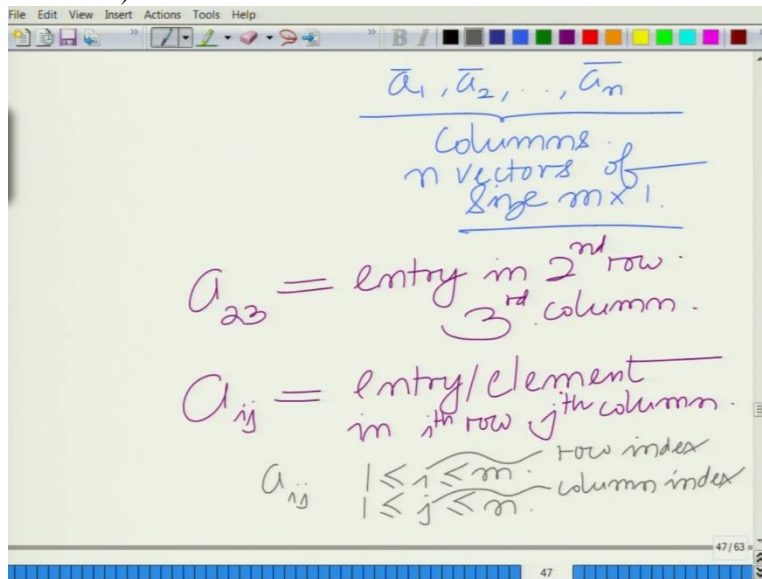 File Edit View Insert Actions Tools Help
B I
ā₁, ā₂, .., āₙ
Columns.
n vectors of
Size m × 1.
a₂₃ = entry in 2nd row.
3rd column.
aᵢⱼ = entry/element
in ith row jth column.
aᵢⱼ 1 ≤ i ≤ m. row index
1 ≤ j ≤ n. column index
47/63
47